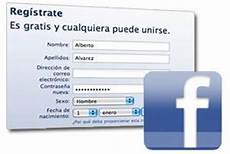 Regístrate
Es gratis y cualquiera puede unirse.
Nombre: Alberto
Apellidos: Alvarez
Dirección de
correo
electrónico:
Contraseña
nueva:
Sexo: Hombre
Fecha de 1 enero
nacimiento:
¿Por qué debo proporcionar esta
f